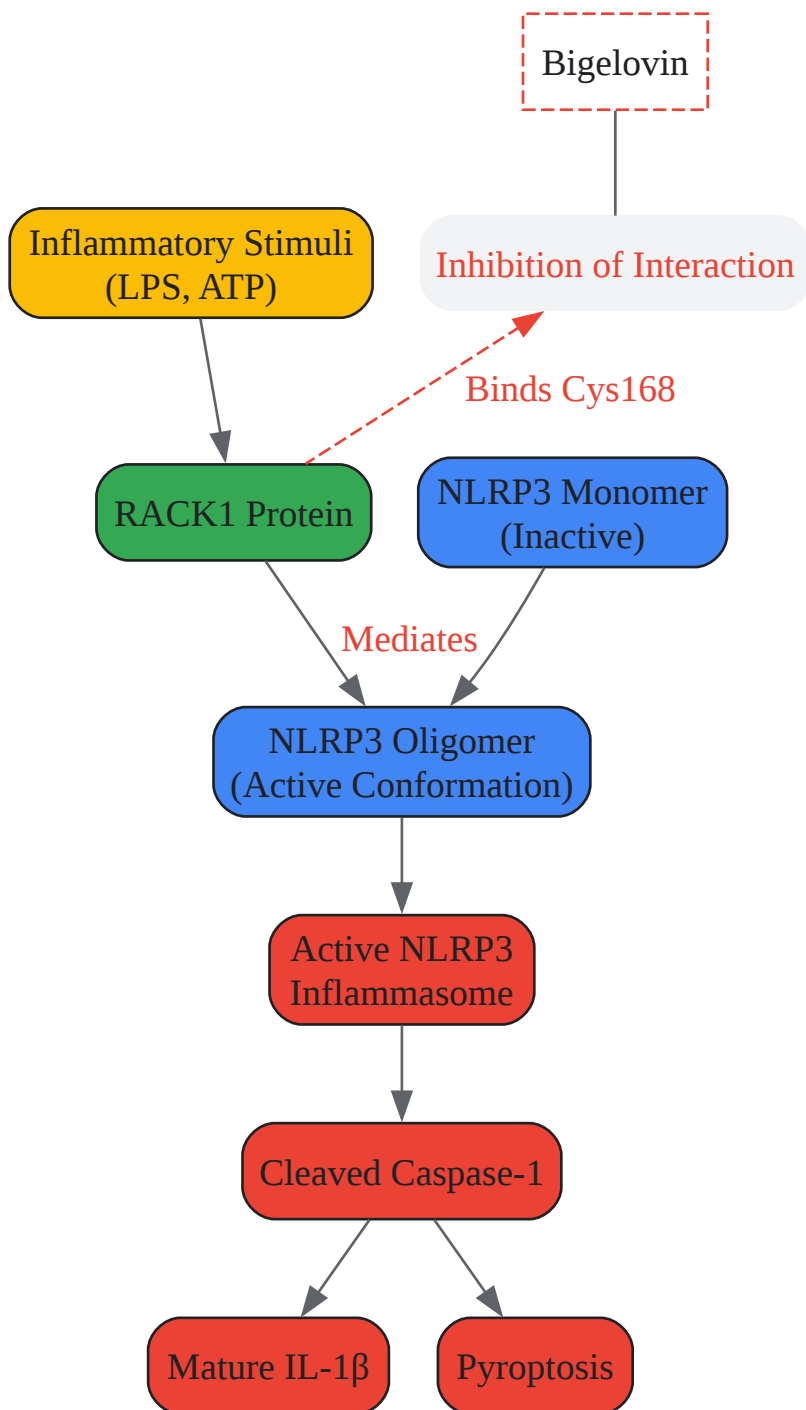 Bigelovin
Inflammatory Stimuli
(LPS, ATP)
Inhibition of Interaction
Binds Cys168
RACK1 Protein
NLRP3 Monomer
(Inactive)
Mediates
NLRP3 Oligomer
(Active Conformation)
Active NLRP3
Inflammasome
Cleaved Caspase-1
Mature IL-1β
Pyroptosis